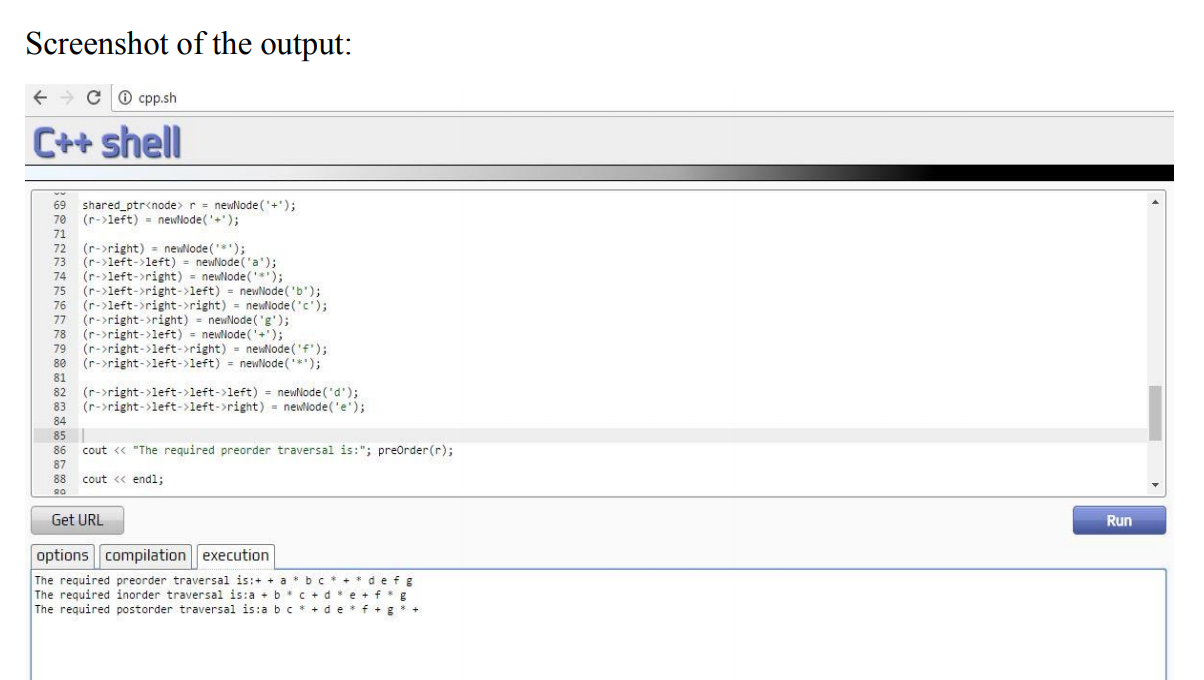 Screenshot of the output:
cpp.sh
C++ shell
69 shared_ptr<node> r = newNode('+');
70 (r->left) = newNode('+');
71
72 (r->right) = newNode('*');
73 (r->left->left) = newNode('a');
74 (r->left->right) = newNode('*');
75 (r->left->right->left) = newNode('b');
76 (r->left->right->right) = newNode('c');
77 (r->right->right) = newNode('g');
78 (r->right->left) = newNode('+');
79 (r->right->left->right) = newNode('f');
80 (r->right->left->left) = newNode('*');
81
82 (r->right->left->left->left) = newNode('d');
83 (r->right->left->left->right) = newNode('e');
84
85
86 cout << "The required preorder traversal is:"; preOrder(r);
87
88 cout << endl;
89
Get URL
Run
options compilation execution
The required preorder traversal is:+ + a * b c * + * d e f g
The required inorder traversal is:a + b * c + d * e + f * g
The required postorder traversal is:a b c * + d e * f + g * +